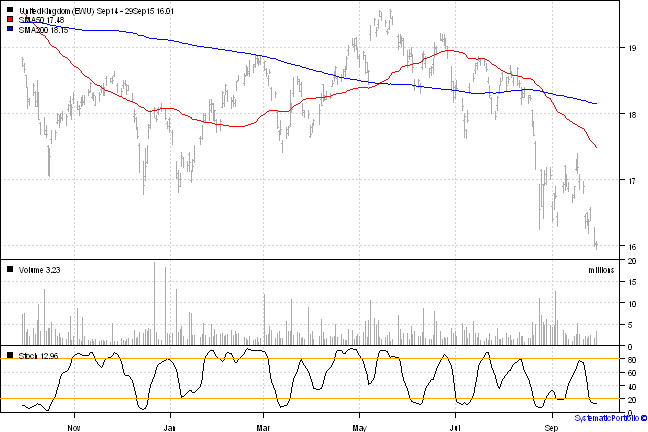 UnitedKingdom (EWU) Sep14 - 29Sep15 16.01
SMA50 17.48
SMA200 18.15
19
18
17
16
20
Volume 3.23
millions
15
10
5
0
Stoch 12.96
80
60
40
20
0
Nov
Jan
Mar
May
Jul
Sep
SystematicPortfolio ©